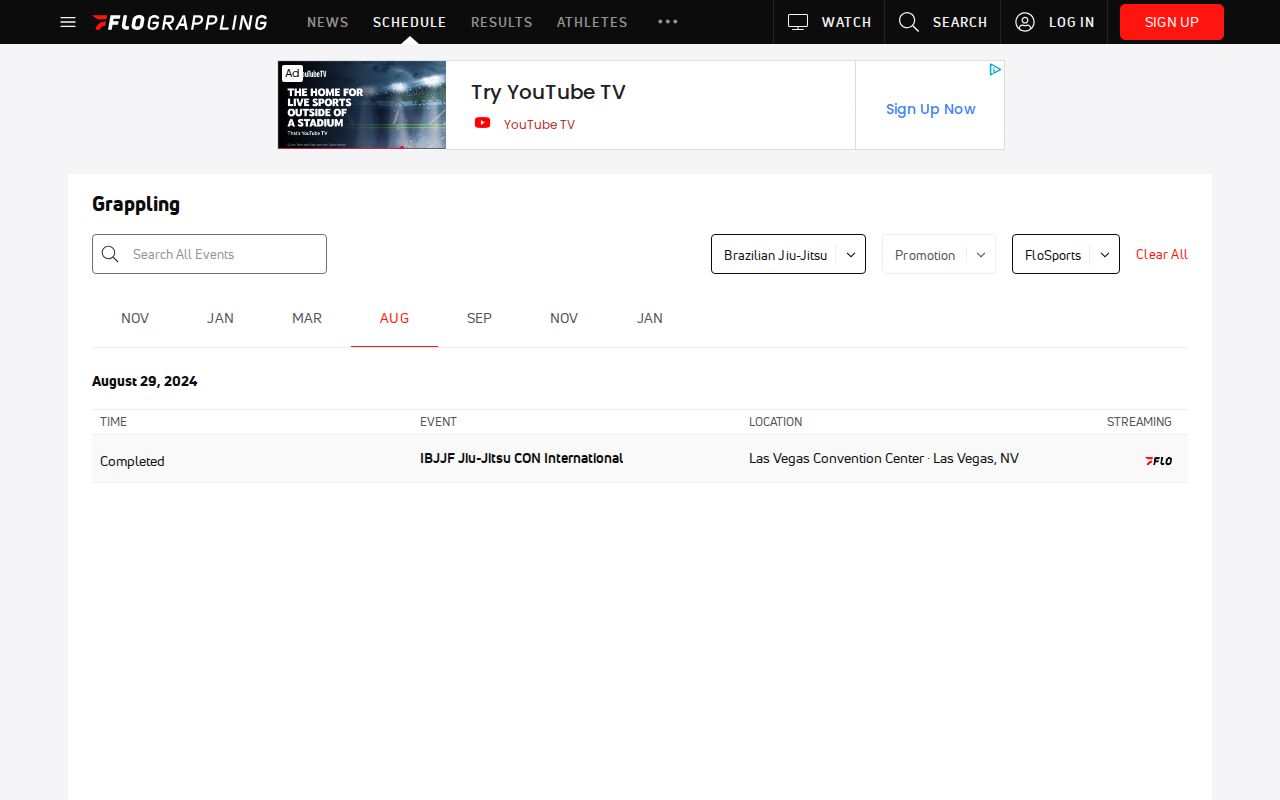 FLOGRAPPLING NEWS SCHEDULE RESULTS ATHLETES WATCH SEARCH LOG IN SIGN UP
Ad YouTubeTV
THE HOME FOR
LIVE SPORTS
OUTSIDE OF
A STADIUM
That's YouTube TV
Try YouTube TV
YouTube TV
Sign Up Now
Grappling
Search All Events Brazilian Jiu-Jitsu Promotion FloSports Clear All
NOV JAN MAR AUG SEP NOV JAN
August 29, 2024
TIME EVENT LOCATION STREAMING
Completed IBJJF Jiu-Jitsu CON International Las Vegas Convention Center · Las Vegas, NV FLO